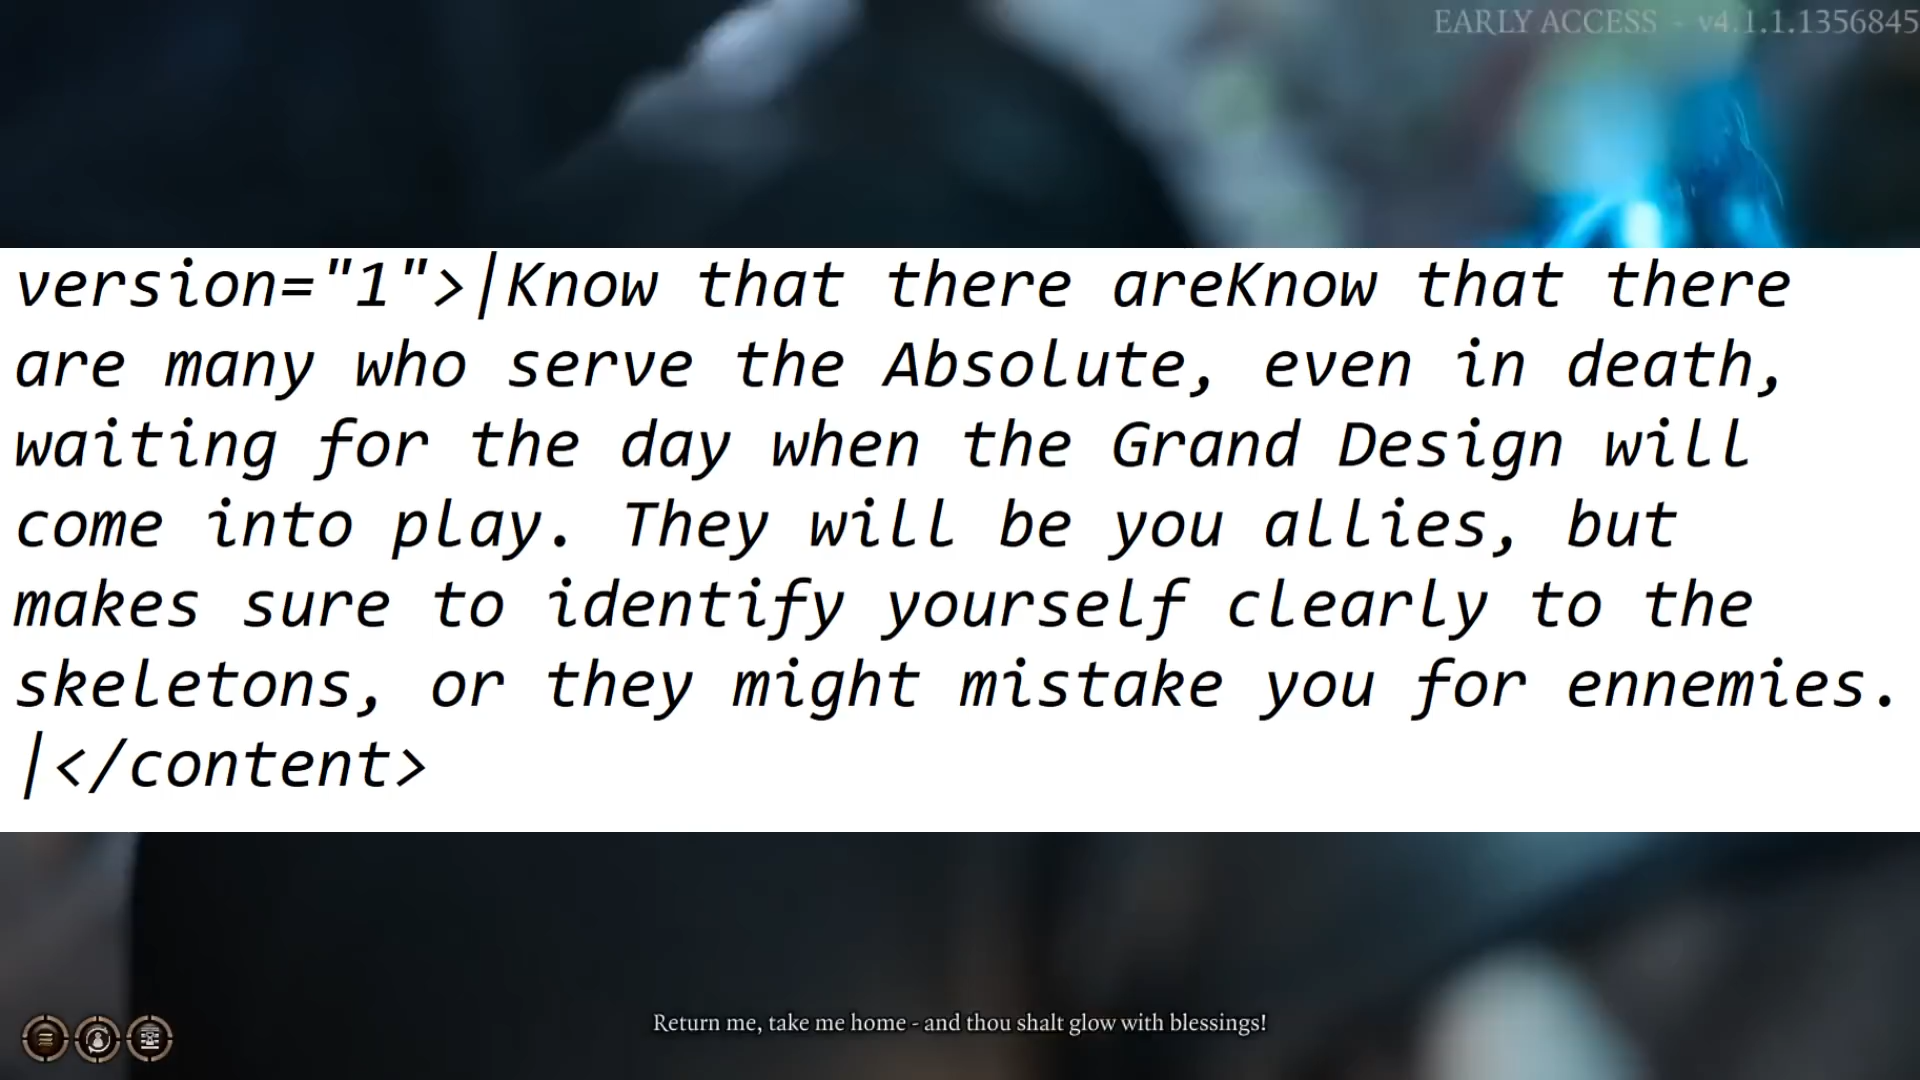 EARLY ACCESS - v4.1.1.1356845
version="1">|Know that there areKnow that there
are many who serve the Absolute, even in death,
waiting for the day when the Grand Design will
come into play. They will be you allies, but
makes sure to identify yourself clearly to the
skeletons, or they might mistake you for ennemies.
|</content>
Return me, take me home - and thou shalt glow with blessings!